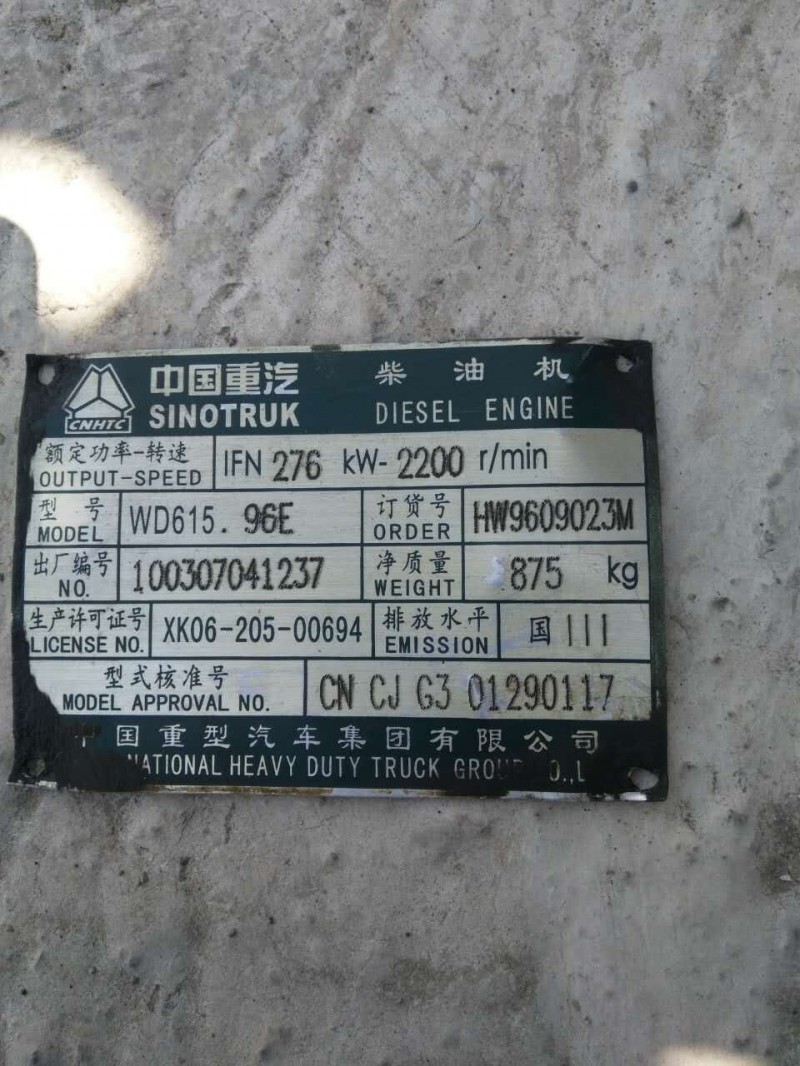 中国重汽 柴油机
CNHTC SINOTRUK DIESEL ENGINE
额定功率-转速 IFN 276 kW- 2200 r/min
OUTPUT-SPEED
型号 WD615. 96E 订货号 HW9609023M
MODEL ORDER
出厂编号 100307041237 净质量 875 kg
NO. WEIGHT
生产许可证号 XK06-205-00694 排放水平 国III
LICENSE NO. EMISSION
型式核准号 CN CJ G3 01290117
MODEL APPROVAL NO.
中国重型汽车集团有限公司
NATIONAL HEAVY DUTY TRUCK